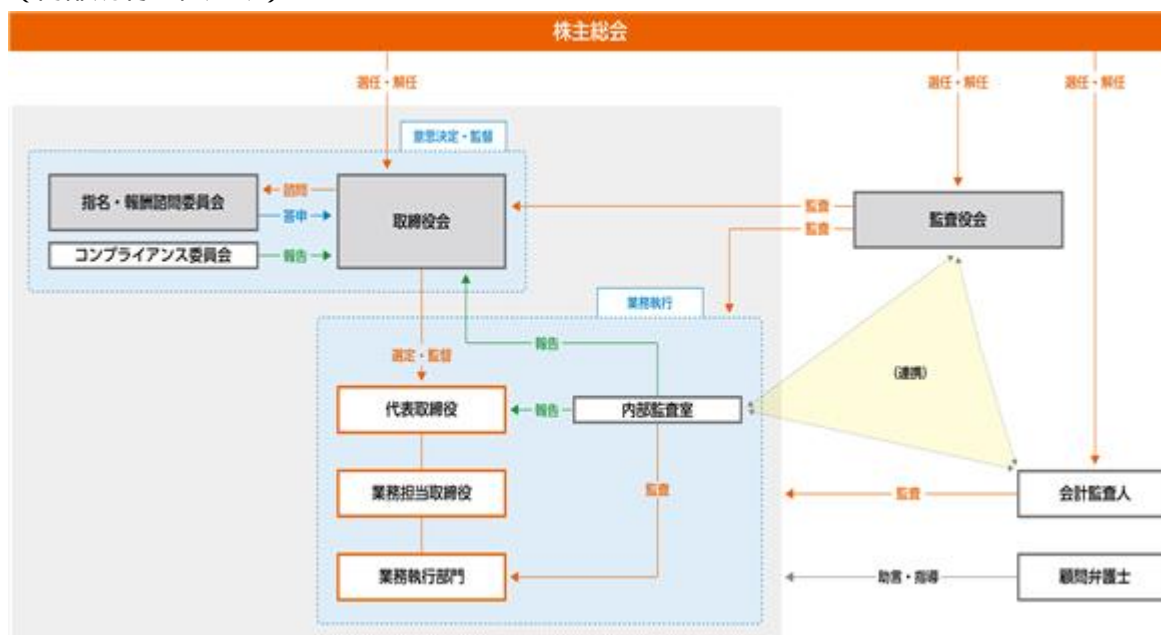 株主総会
選任・解任
選任・解任
選任・解任
意思決定・監督
指名・報酬諮問委員会
諮問
答申
取締役会
コンプライアンス委員会
報告
監査
監査
監査役会
業務執行
報告
選定・監督
(連携)
代表取締役
報告
内部監査室
業務担当取締役
監査
監査
会計監査人
業務執行部門
助言・指導
顧問弁護士